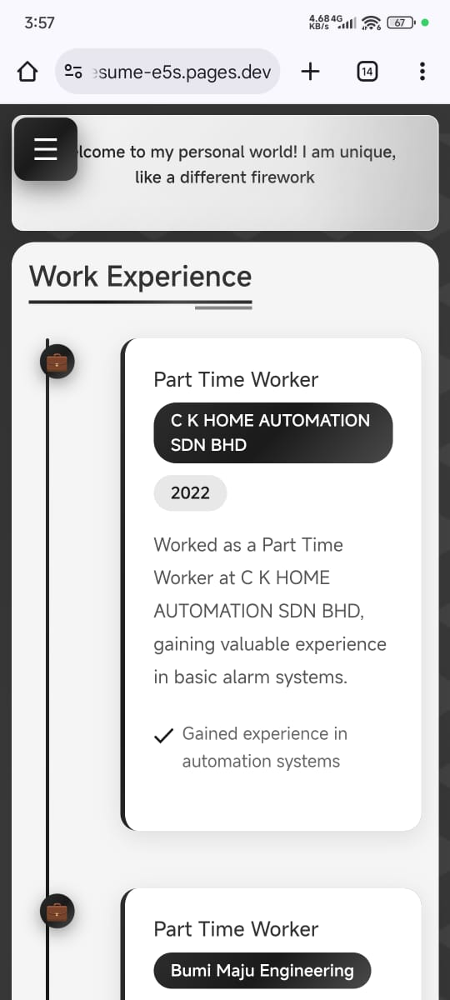 3:57
4.68 4G
KB/s
67
esume-e5s.pages.dev
14
lcome to my personal world! I am unique,
like a different firework
Work Experience
Part Time Worker
C K HOME AUTOMATION
SDN BHD
2022
Worked as a Part Time
Worker at C K HOME
AUTOMATION SDN BHD,
gaining valuable experience
in basic alarm systems.
Gained experience in
automation systems
Part Time Worker
Bumi Maju Engineering